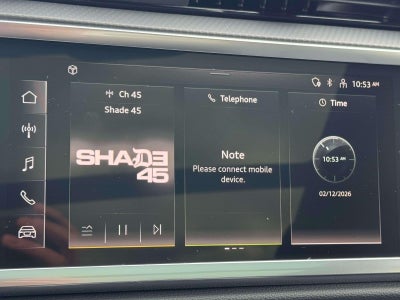 10:53 AM
Ch 45
Shade 45
SHADE
45
Telephone
Note
Please connect mobile
device.
Time
10:53 AM
02/12/2026